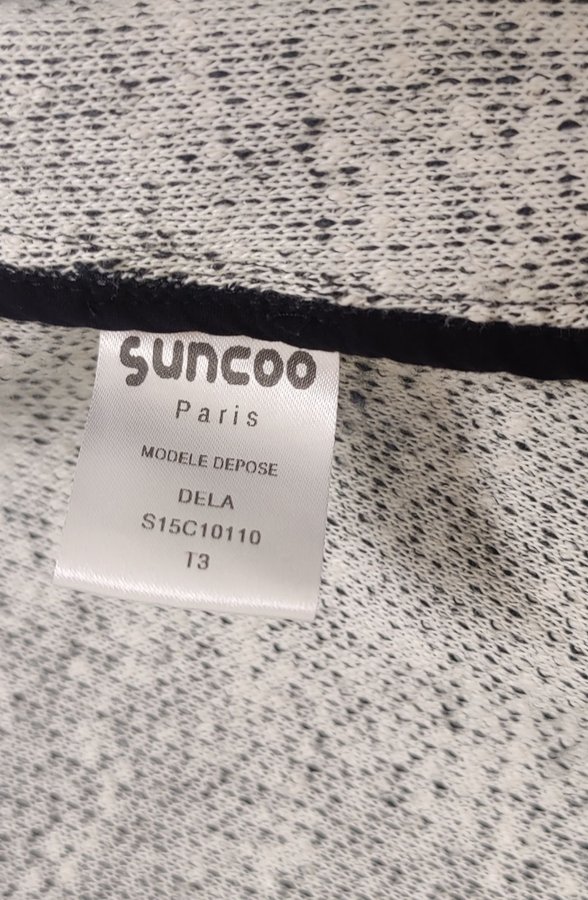 suncoo
Paris
MODELE DEPOSE
DELA
S15C10110
T3